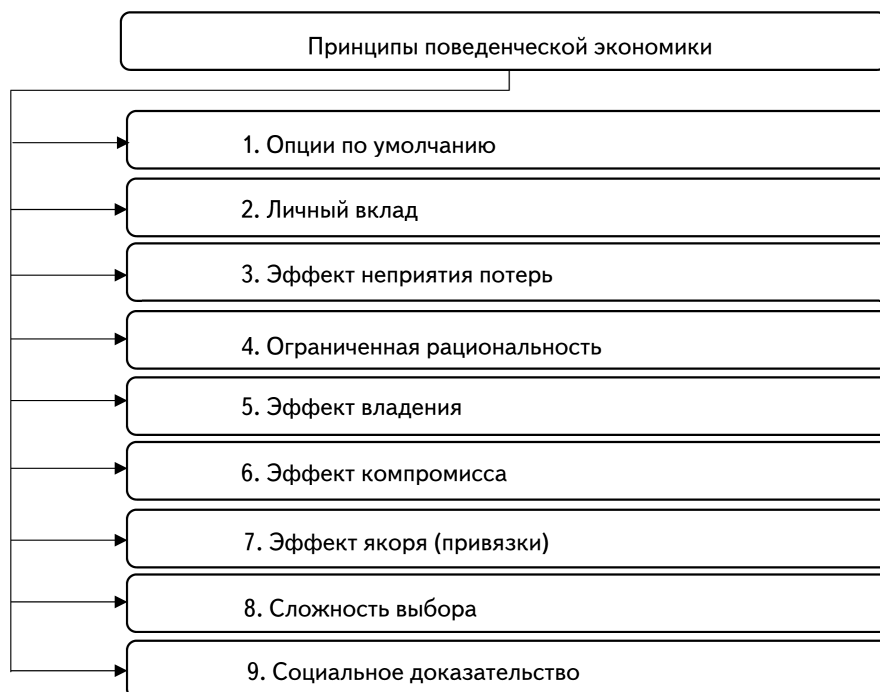 Принципы поведенческой экономики
1. Опции по умолчанию
2. Личный вклад
3. Эффект неприятия потерь
4. Ограниченная рациональность
5. Эффект владения
6. Эффект компромисса
7. Эффект якоря (привязки)
8. Сложность выбора
9. Социальное доказательство